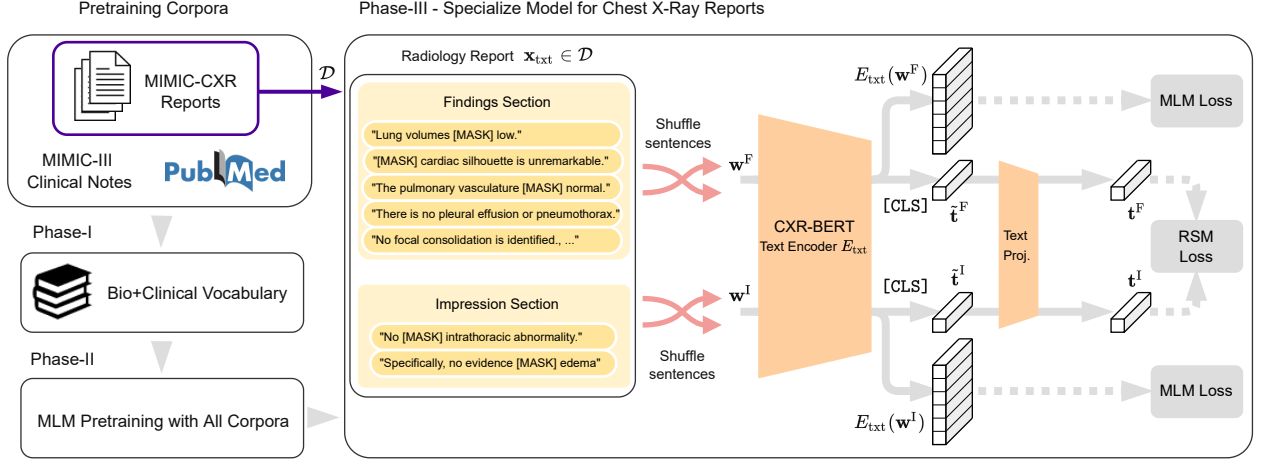 Pretraining Corpora
MIMIC-CXR
Reports
MIMIC-III
Clinical Notes
PubMed
𝒟
Phase-I
Bio+Clinical Vocabulary
Phase-II
MLM Pretraining with All Corpora
Phase-III - Specialize Model for Chest X-Ray Reports
Radiology Report x_txt ∈ 𝒟
Findings Section
"Lung volumes [MASK] low."
"[MASK] cardiac silhouette is unremarkable."
"The pulmonary vasculature [MASK] normal."
"There is no pleural effusion or pneumothorax."
"No focal consolidation is identified., ..."
Impression Section
"No [MASK] intrathoracic abnormality."
"Specifically, no evidence [MASK] edema"
Shuffle
sentences
Shuffle
sentences
w^F
w^I
CXR-BERT
Text Encoder E_txt
E_txt(w^F)
[CLS]
t̃^F
[CLS]
t̃^I
E_txt(w^I)
Text
Proj.
t^F
t^I
MLM Loss
RSM
Loss
MLM Loss